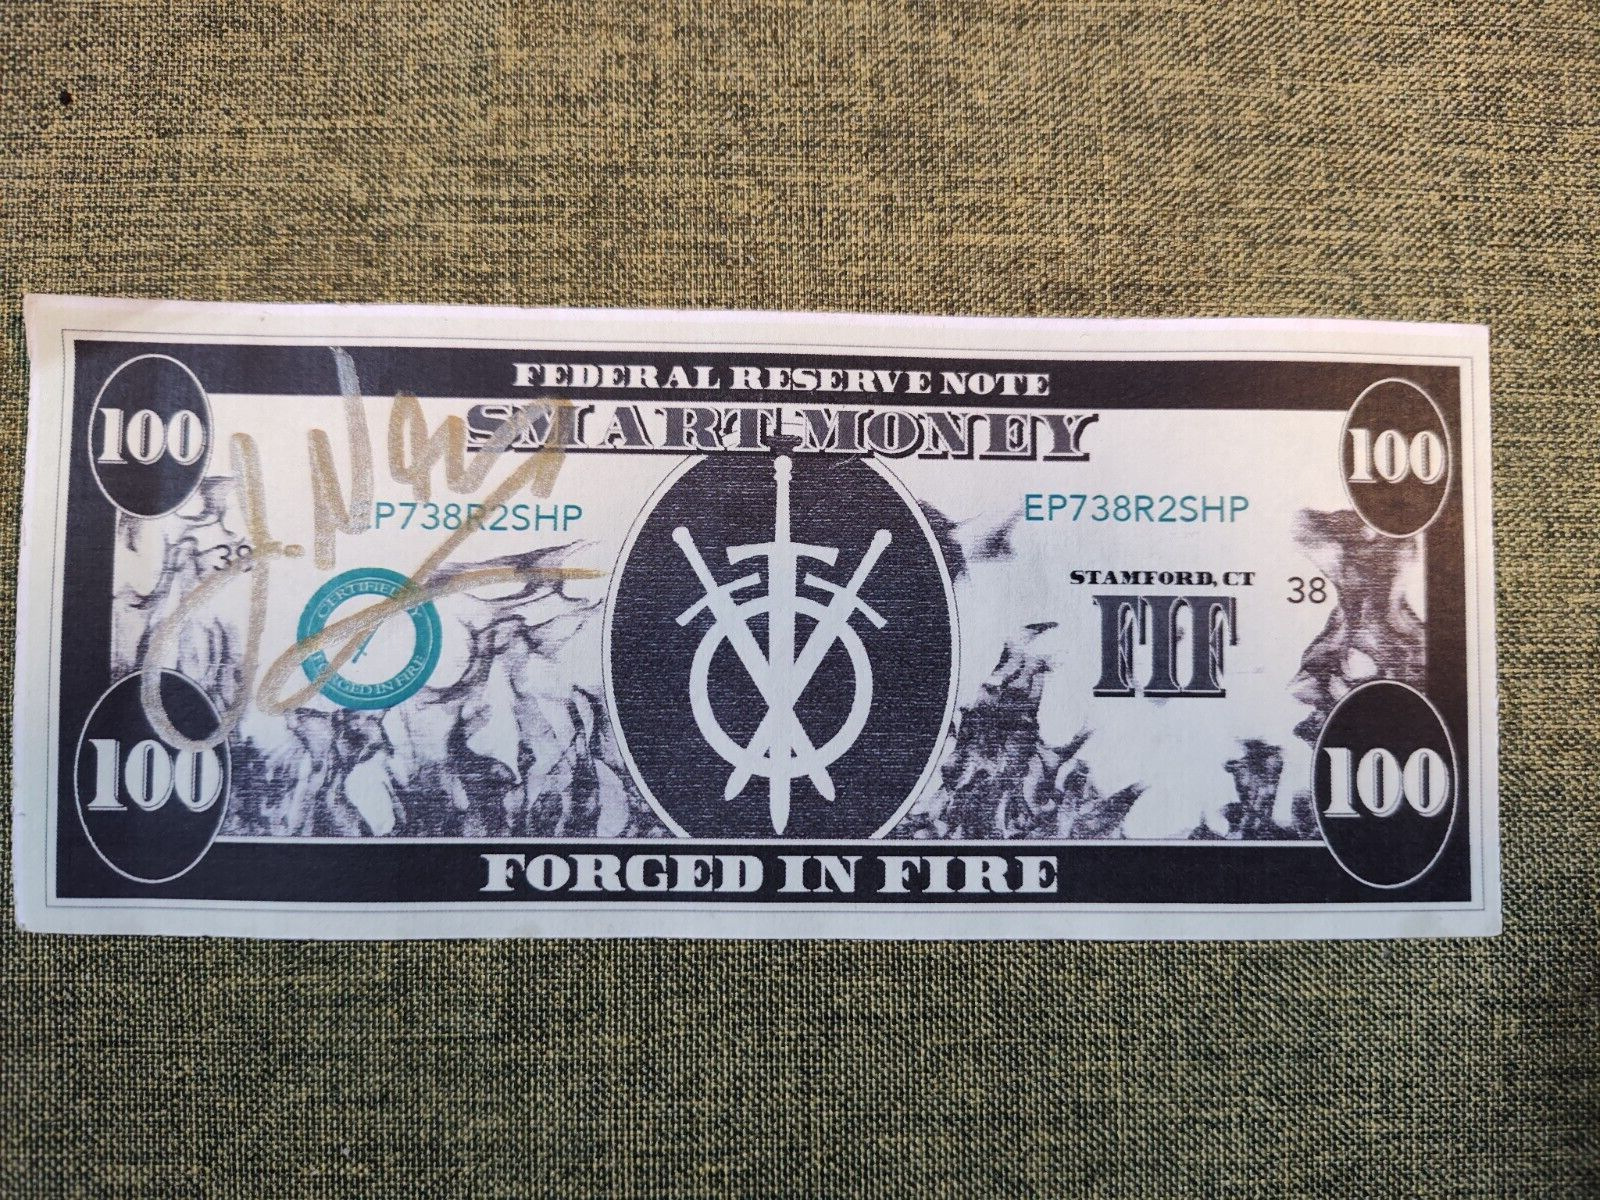 FEDERAL RESERVE NOTE
SMART MONEY
100
100
EP738R2SHP
EP738R2SHP
38
STAMFORD, CT
38
FIF
CERTIFIED BY
FORGED IN FIRE
100
100
FORGED IN FIRE